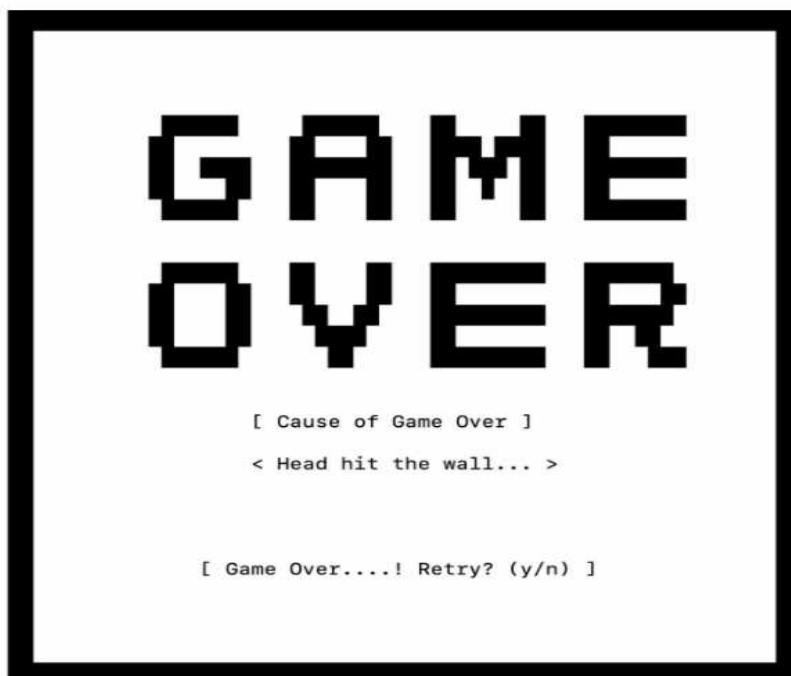 GAME
OVER
[ Cause of Game Over ]
< Head hit the wall... >
[ Game Over....! Retry? (y/n) ]